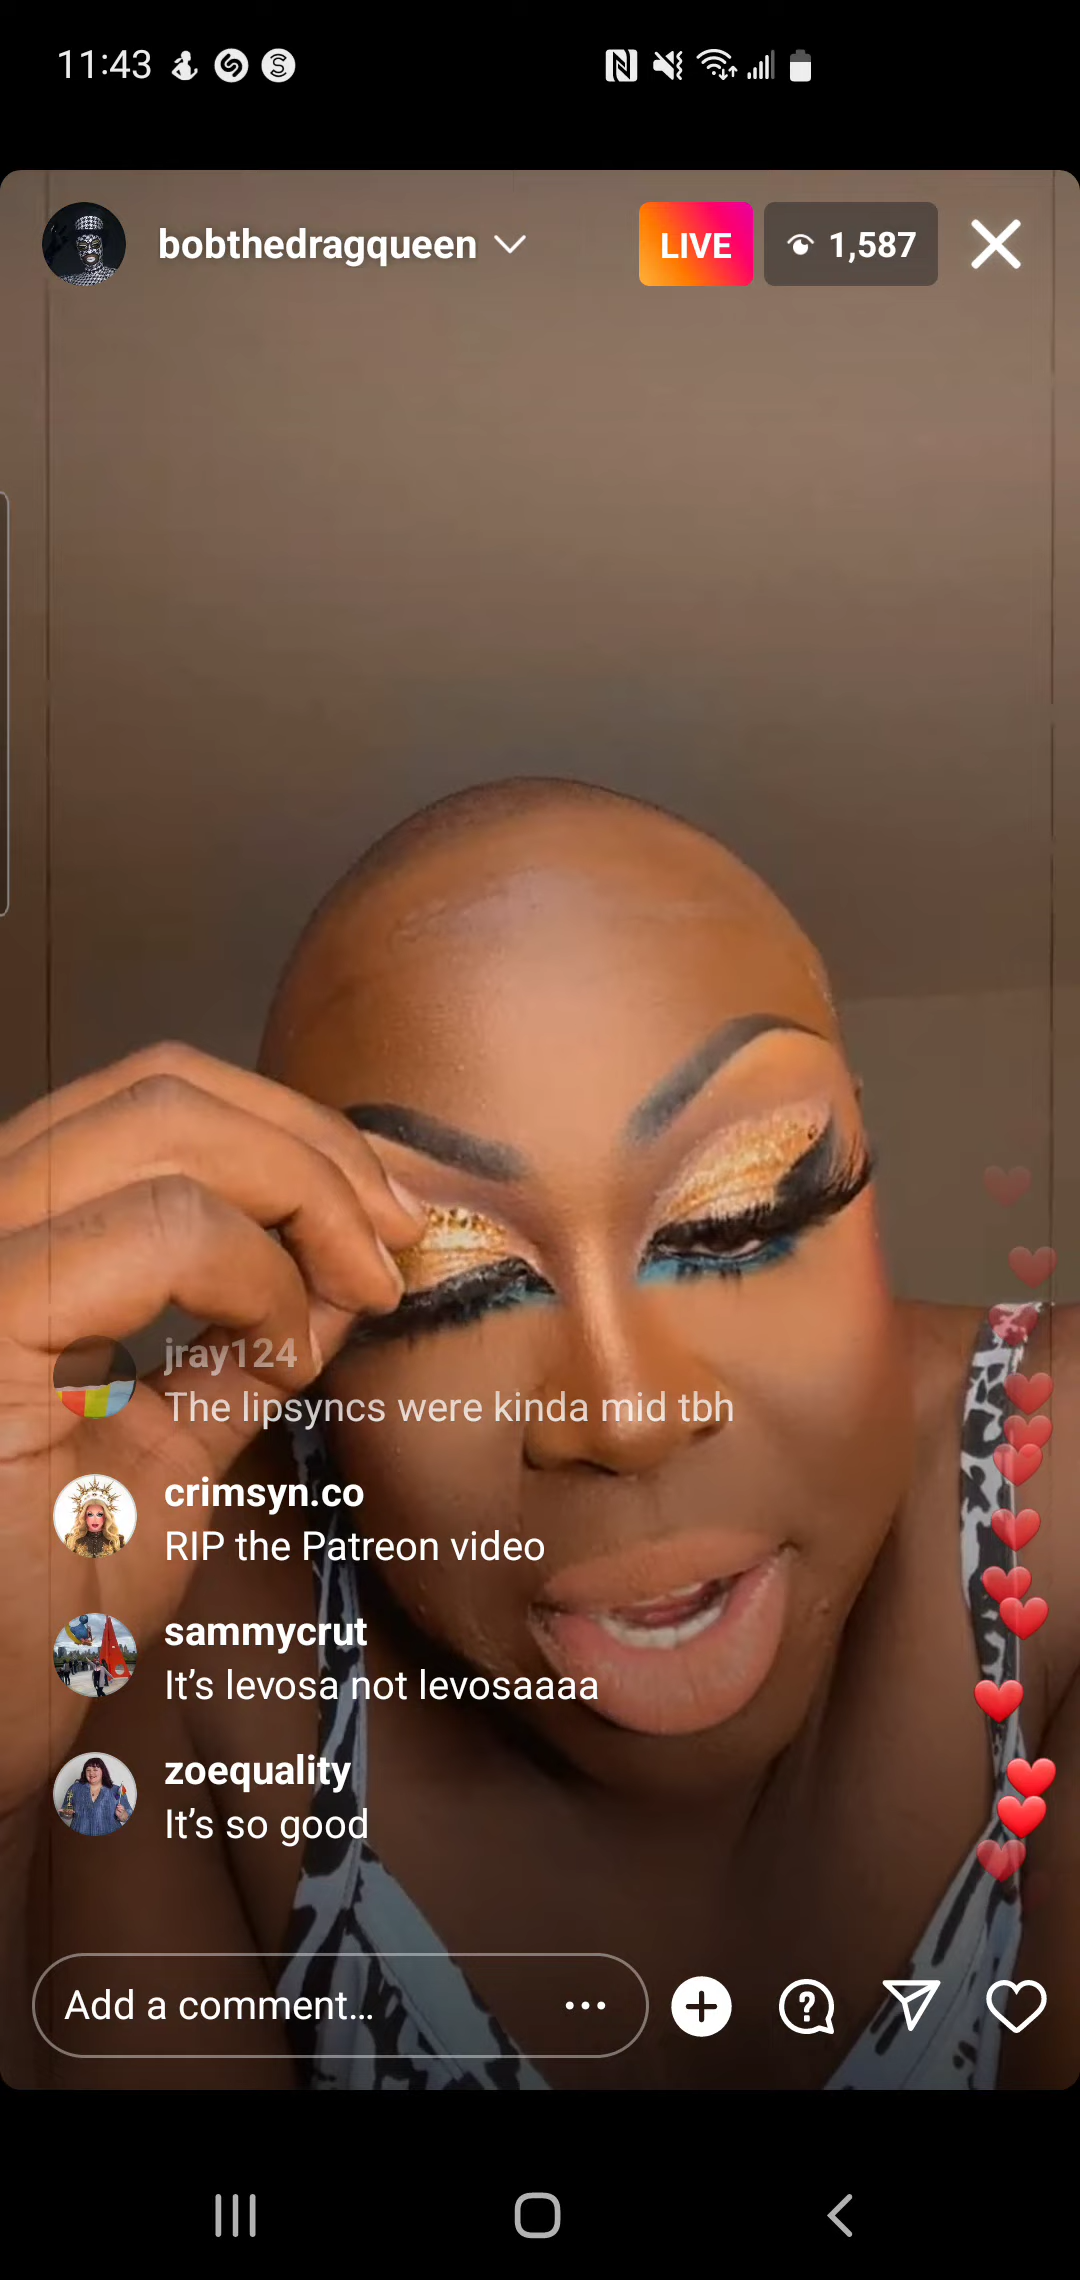 11:43
bobthedragqueen
LIVE
1,587
jray124
The lipsyncs were kinda mid tbh
crimsyn.co
RIP the Patreon video
sammycrut
It's levosa not levosaaaa
zoequality
It's so good
Add a comment...